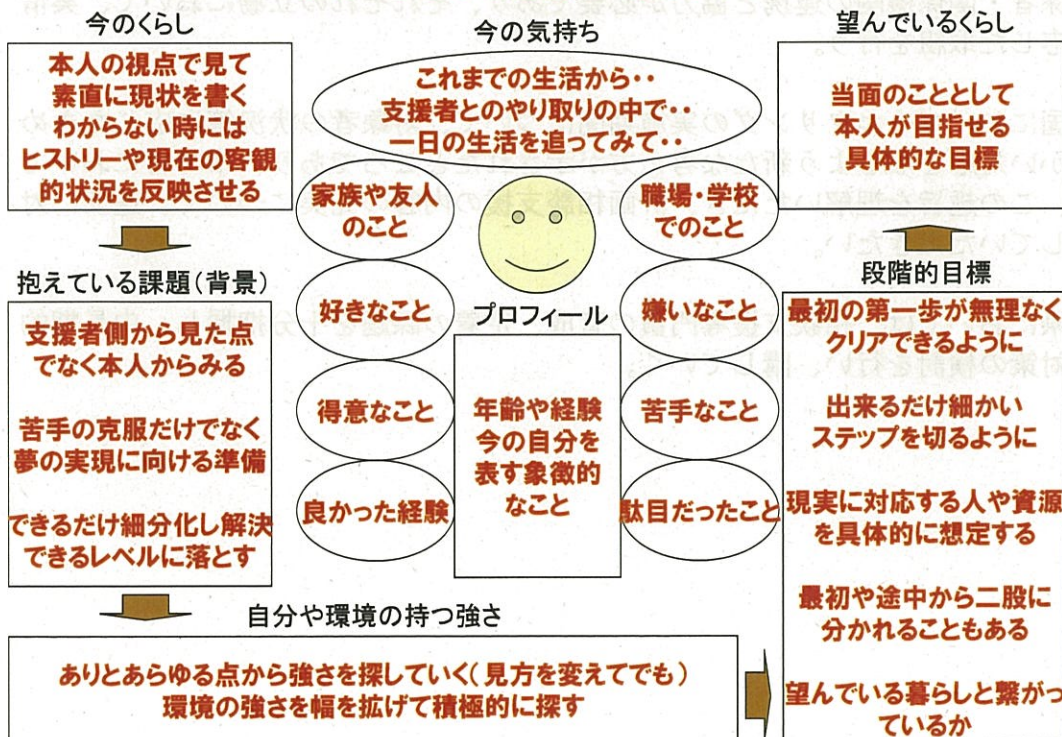 今のくらし
本人の視点で見て
素直に現状を書く
わからない時には
ヒストリーや現在の客観
的状況を反映させる
抱えている課題(背景)
支援者側から見た点
でなく本人からみる
苦手の克服だけでなく
夢の実現に向ける準備
できるだけ細分化し解決
できるレベルに落とす
今の気持ち
これまでの生活から・・
支援者とのやり取りの中で・・
一日の生活を追ってみて・・
家族や友人
のこと
好きなこと
得意なこと
良かった経験
プロフィール
年齢や経験
今の自分を
表す象徴的
なこと
職場・学校
でのこと
嫌いなこと
苦手なこと
駄目だったこと
自分や環境の持つ強さ
ありとあらゆる点から強さを探していく(見方を変えてでも)
環境の強さを幅を拡げて積極的に探す
望んでいるくらし
当面のこととして
本人が目指せる
具体的な目標
段階的目標
最初の第一歩が無理なく
クリアできるように
出来るだけ細かい
ステップを切るように
現実に対応する人や資源
を具体的に想定する
最初や途中から二股に
分かれることもある
望んでいる暮らしと繋がっ
ているか